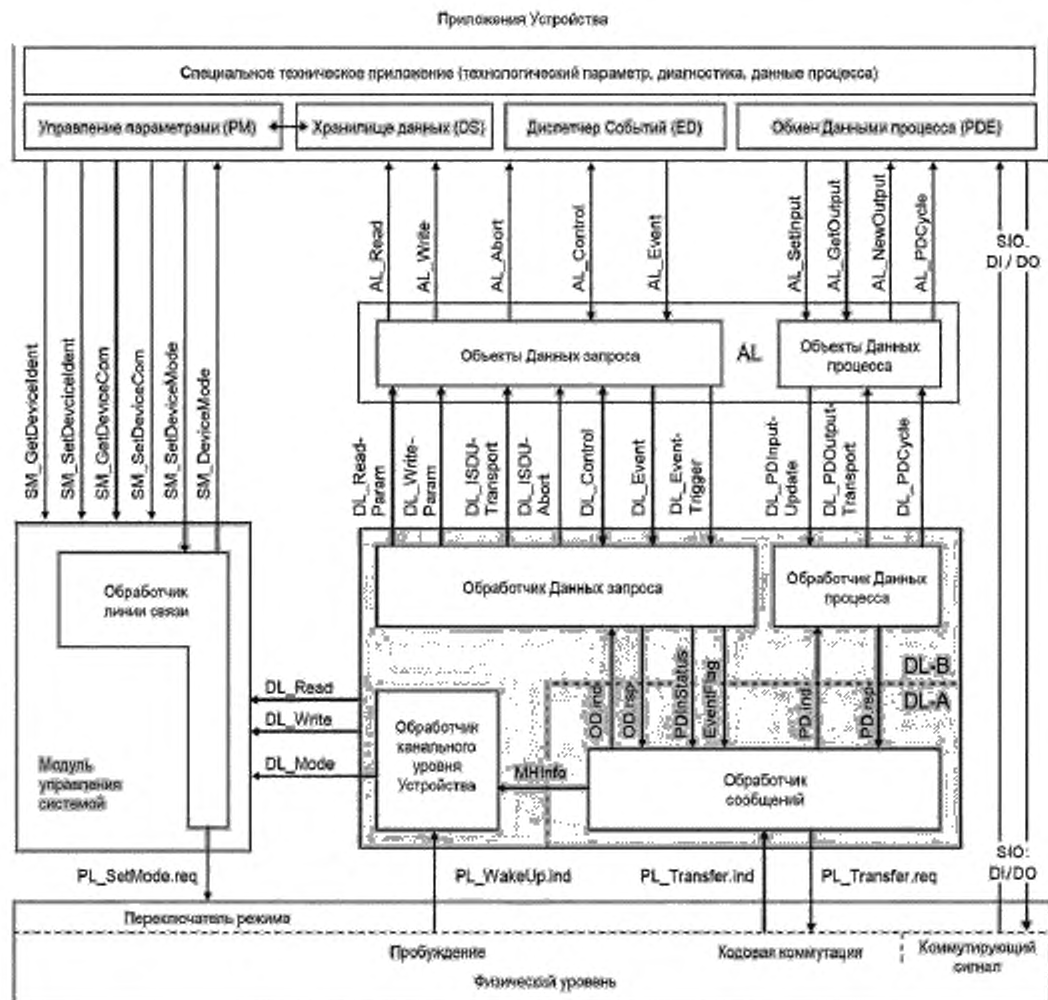 Приложения Устройства
Специальное техническое приложение (технологический параметр, диагностика, данные процесса)
Управление параметрами (PM)
Хранилище данных (DS)
Диспетчер Событий (ED)
Обмен Данными процесса (PDE)
AL_Read
AL_Write
AL_Abort
AL_Control
AL_Event
AL_SetInput
AL_GetOutput
AL_NewOutput
AL_PDCycle
SIO:
DI / DO
SM_GetDeviceIdent
SM_SetDevciceIdent
SM_GetDeviceCom
SM_SetDeviceCom
SM_SetDeviceMode
SM_DeviceMode
Объекты Данных запроса
AL
Объекты Данных
процесса
DL_Read-
Param
DL_Write-
Param
DL_ISDU-
Transport
DL_ISDU-
Abort
DL_Control
DL_Event
DL_Event-
Trigger
DL_PDInput-
Update
DL_PDOutput-
Transport
DL_PDCycle
Обработчик
линии связи
Обработчик Данных запроса
Обработчик Данных
процесса
DL-B
DL-A
OD.ind
OD.rsp
PDInStatus
EventFlag
PD.ind
PD.rsp
DL_Read
DL_Write
DL_Mode
Модуль
управления
системой
Обработчик
канального
уровня
Устройства
MHInfo
Обработчик
сообщений
PL_SetMode.req
PL_WakeUp.ind
PL_Transfer.ind
PL_Transfer.req
SIO:
DI/DO
Переключатель режима
Пробуждение
Кодовая коммутации
Коммутирующий
сигнал
Физический уровень